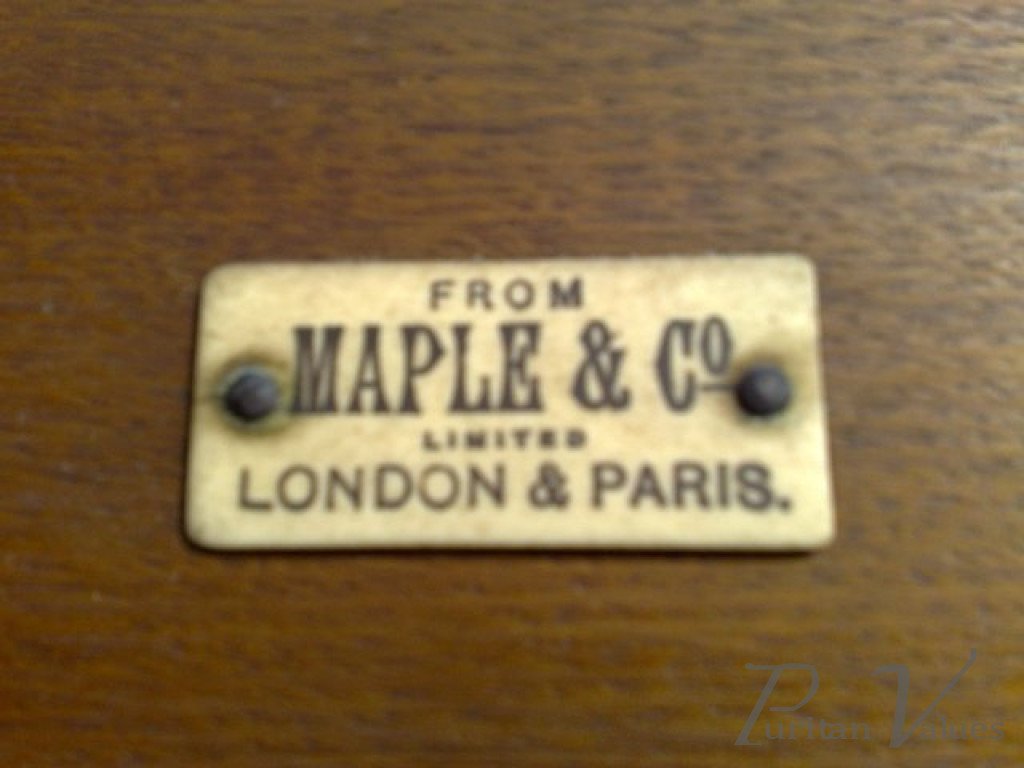 FROM
MAPLE & Cº
LIMITED
LONDON & PARIS.
Puritan Values